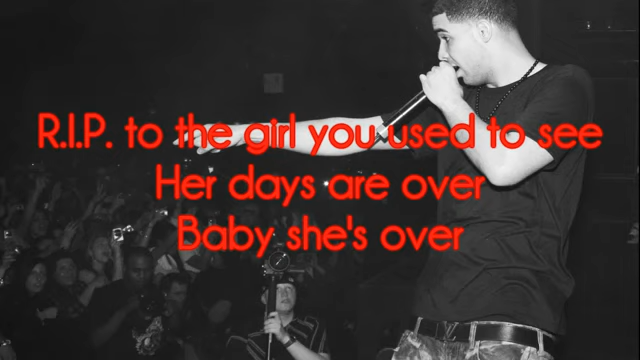 R.I.P. to the girl you used to see
Her days are over
Baby she's over